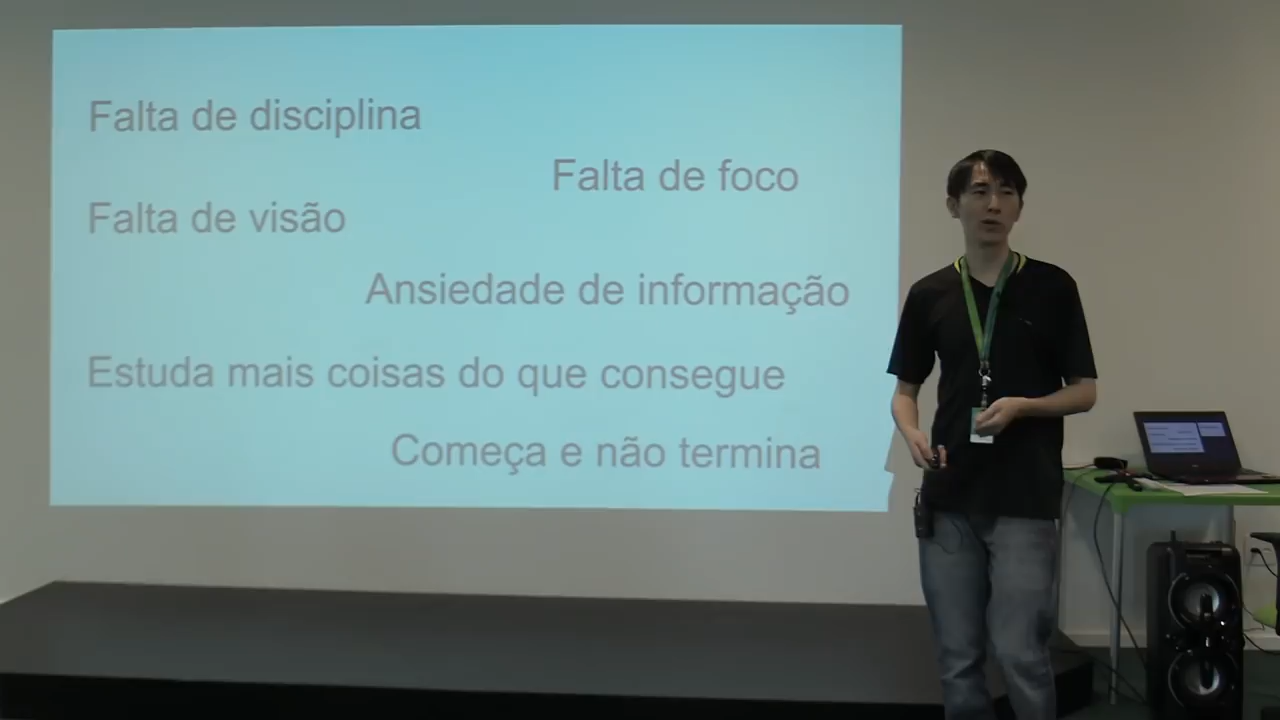 Falta de disciplina
Falta de foco
Falta de visão
Ansiedade de informação
Estuda mais coisas do que consegue
Começa e não termina